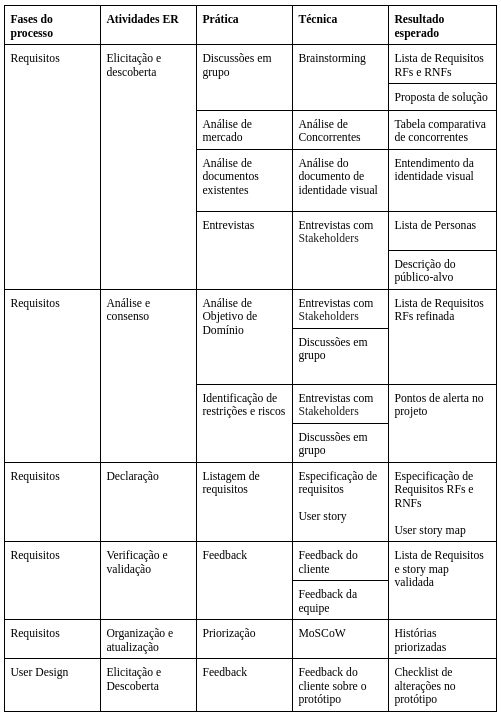 Fases do
processo
Atividades ER
Prática
Técnica
Resultado
esperado
Requisitos
Elicitação e
descoberta
Discussões em
grupo
Brainstorming
Lista de Requisitos
RFs e RNFs
Proposta de solução
Análise de
mercado
Análise de
Concorrentes
Tabela comparativa
de concorrentes
Análise de
documentos
existentes
Análise do
documento de
identidade visual
Entendimento da
identidade visual
Entrevistas
Entrevistas com
Stakeholders
Lista de Personas
Descrição do
público-alvo
Requisitos
Análise e
consenso
Análise de
Objetivo de
Domínio
Entrevistas com
Stakeholders
Discussões em
grupo
Lista de Requisitos
RFs refinada
Identificação de
restrições e riscos
Entrevistas com
Stakeholders
Discussões em
grupo
Pontos de alerta no
projeto
Requisitos
Declaração
Listagem de
requisitos
Especificação de
requisitos
User story
Especificação de
Requisitos RFs e
RNFs
User story map
Requisitos
Verificação e
validação
Feedback
Feedback do
cliente
Feedback da
equipe
Lista de Requisitos
e story map
validada
Requisitos
Organização e
atualização
Priorização
MoSCoW
Histórias
priorizadas
User Design
Elicitação e
Descoberta
Feedback
Feedback do
cliente sobre o
protótipo
Checklist de
alterações no
protótipo